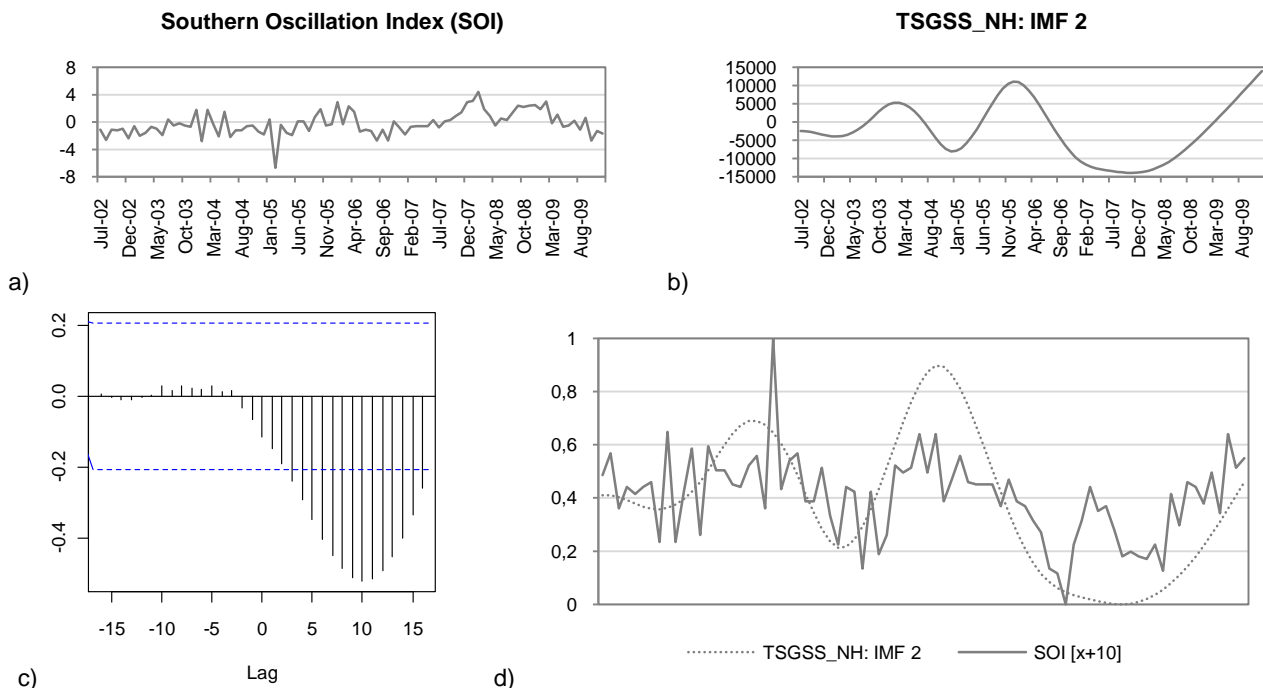 Southern Oscillation Index (SOI)
8
4
0
-4
-8
Jul-02
Dec-02
May-03
Oct-03
Mar-04
Aug-04
Jan-05
Jun-05
Nov-05
Apr-06
Sep-06
Feb-07
Jul-07
Dec-07
May-08
Oct-08
Mar-09
Aug-09
a)
TSGSS_NH: IMF 2
15000
10000
5000
0
-5000
-10000
-15000
Jul-02
Dec-02
May-03
Oct-03
Mar-04
Aug-04
Jan-05
Jun-05
Nov-05
Apr-06
Sep-06
Feb-07
Jul-07
Dec-07
May-08
Oct-08
Mar-09
Aug-09
b)
0.2
0.0
-0.2
-0.4
-15 -10 -5 0 5 10 15
Lag
c)
1
0,8
0,6
0,4
0,2
0
TSGSS_NH: IMF 2 SOI [x+10]
d)